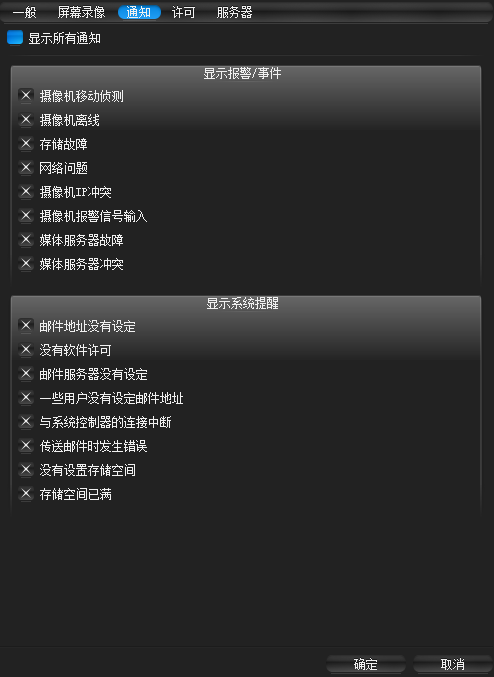 一般 屏幕录像 通知 许可 服务器
显示所有通知
显示报警/事件
摄像机移动侦测
摄像机离线
存储故障
网络问题
摄像机IP冲突
摄像机报警信号输入
媒体服务器故障
媒体服务器冲突
显示系统提醒
邮件地址没有设定
没有软件许可
邮件服务器没有设定
一些用户没有设定邮件地址
与系统控制器的连接中断
传送邮件时发生错误
没有设置存储空间
存储空间已满
确定 取消